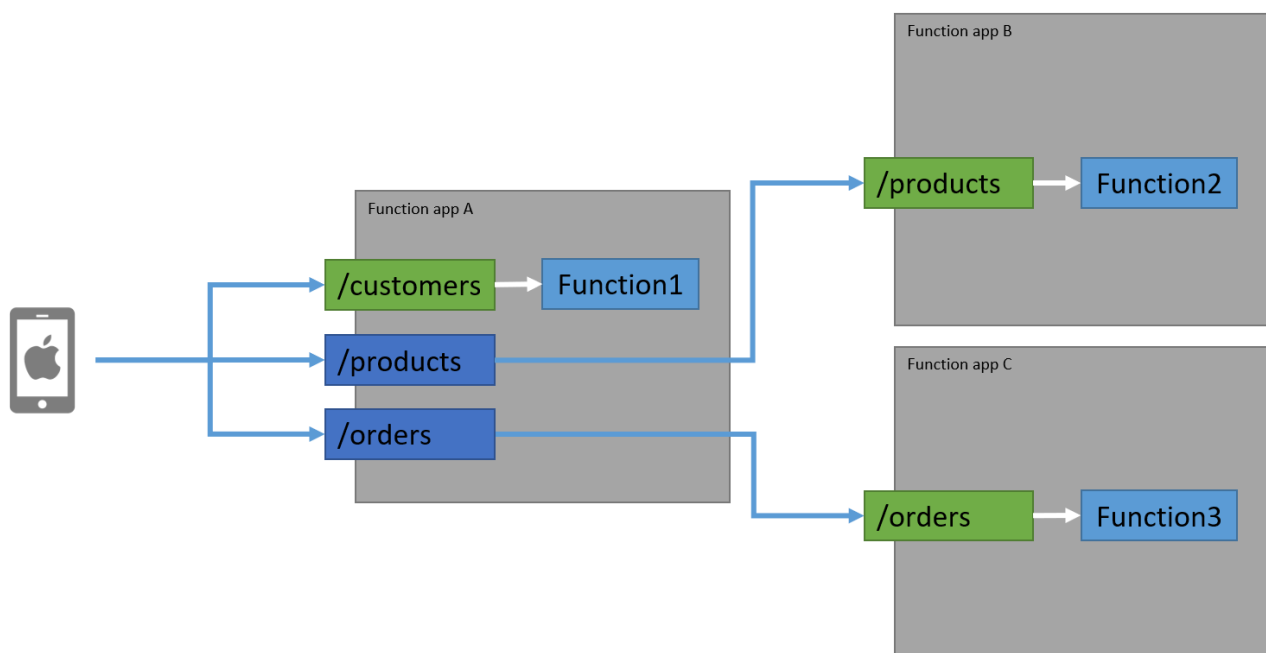 Function app B
/products
Function2
Function app A
/customers
Function1
/products
/orders
Function app C
/orders
Function3